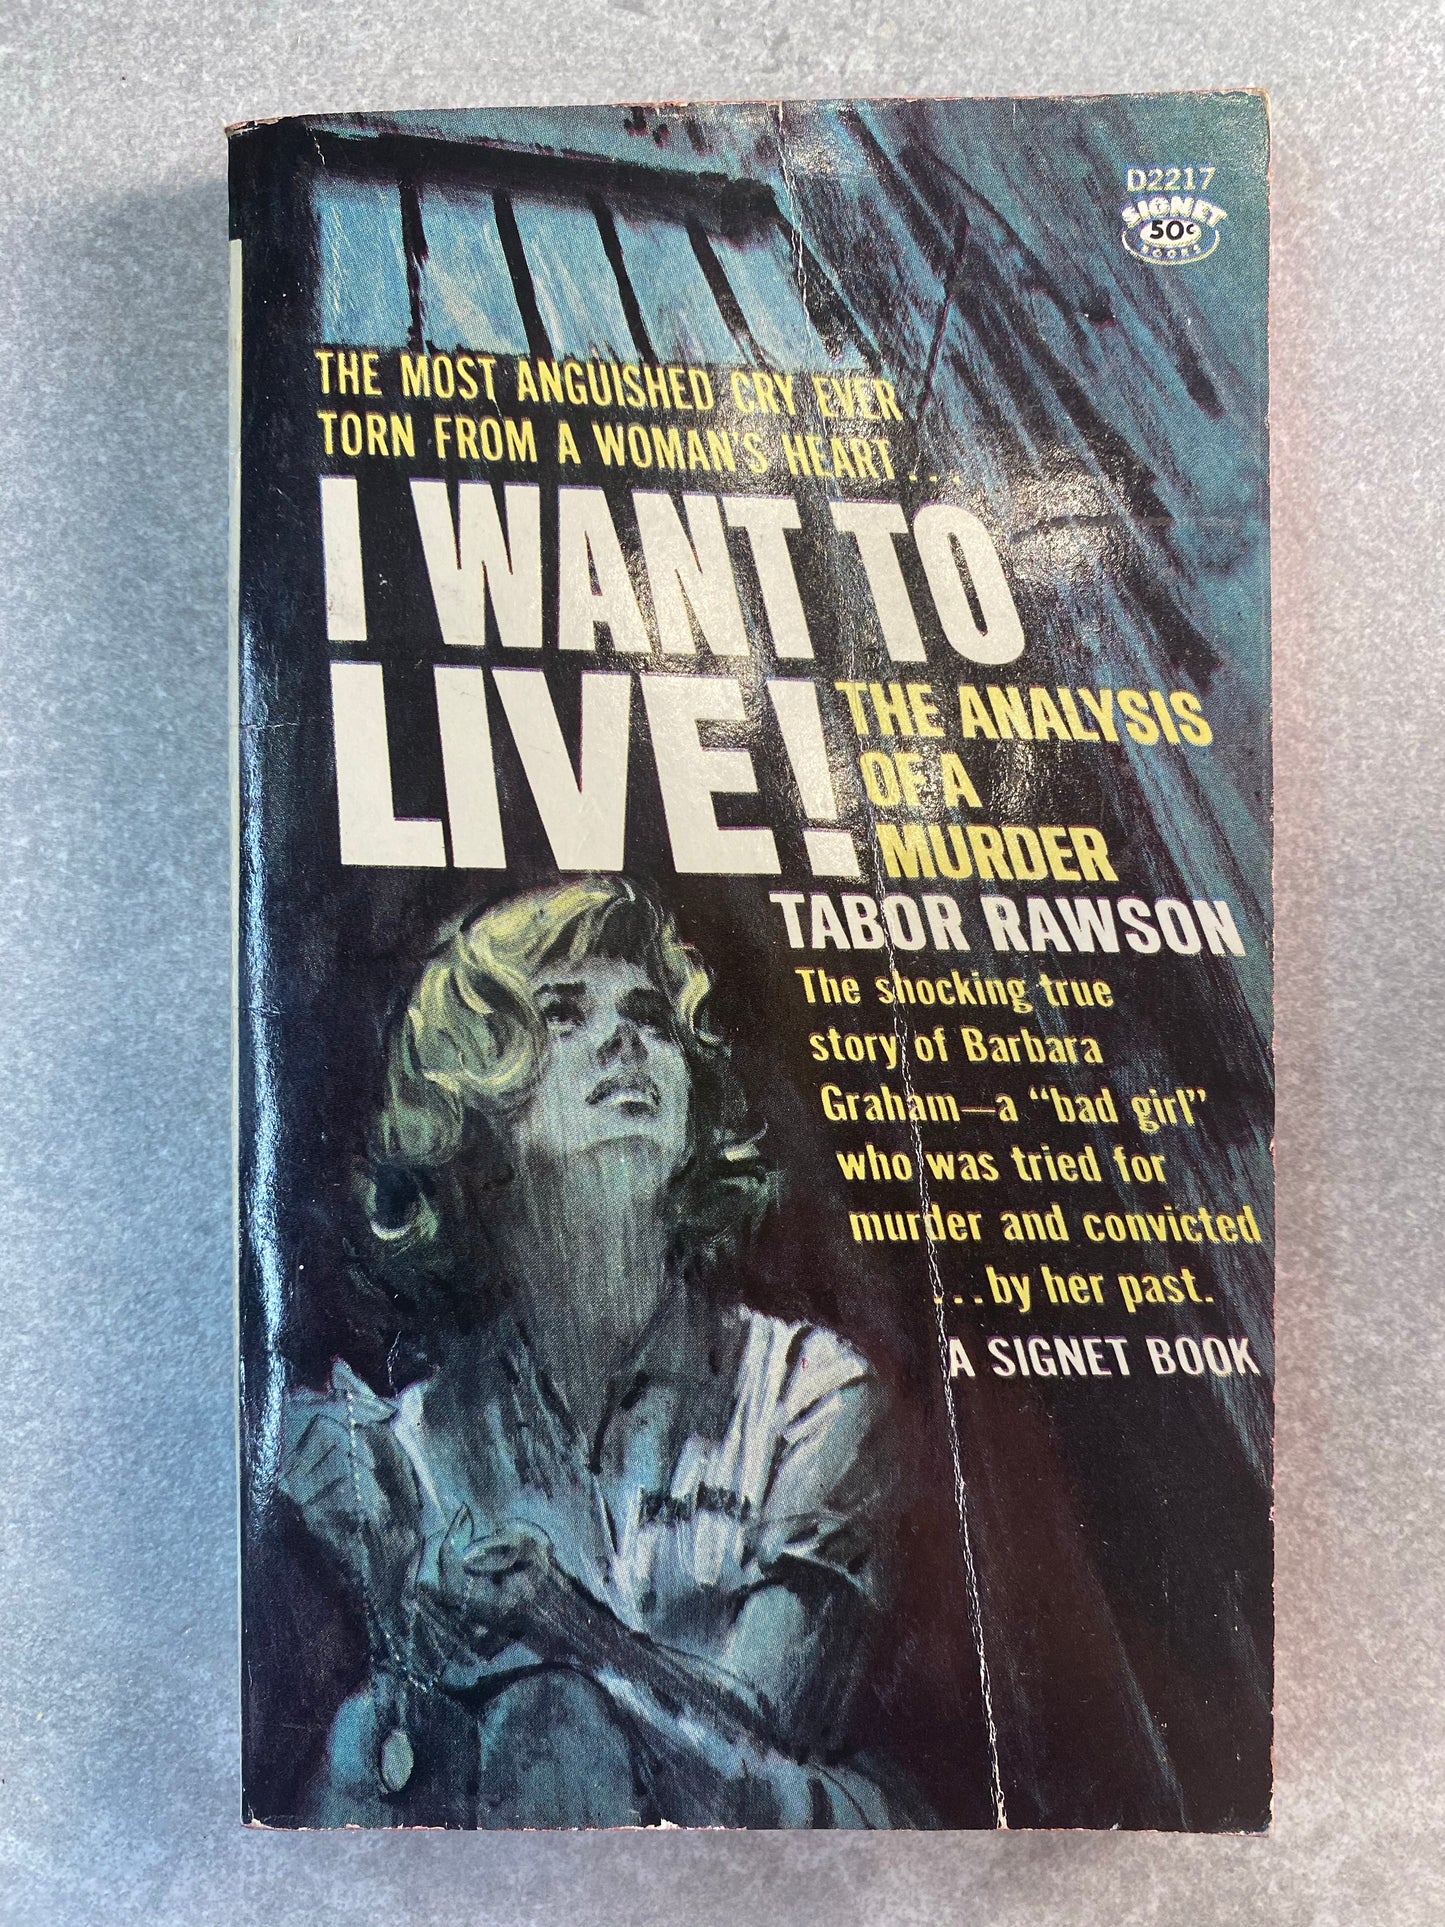 D2217
SIGNET
50¢
BOOKS
THE MOST ANGUISHED CRY EVER
TORN FROM A WOMAN'S HEART . . .
I WANT TO
LIVE!
THE ANALYSIS
OF A
MURDER
TABOR RAWSON
The shocking true
story of Barbara
Graham—a “bad girl”
who was tried for
murder and convicted
. . . by her past.
A SIGNET BOOK